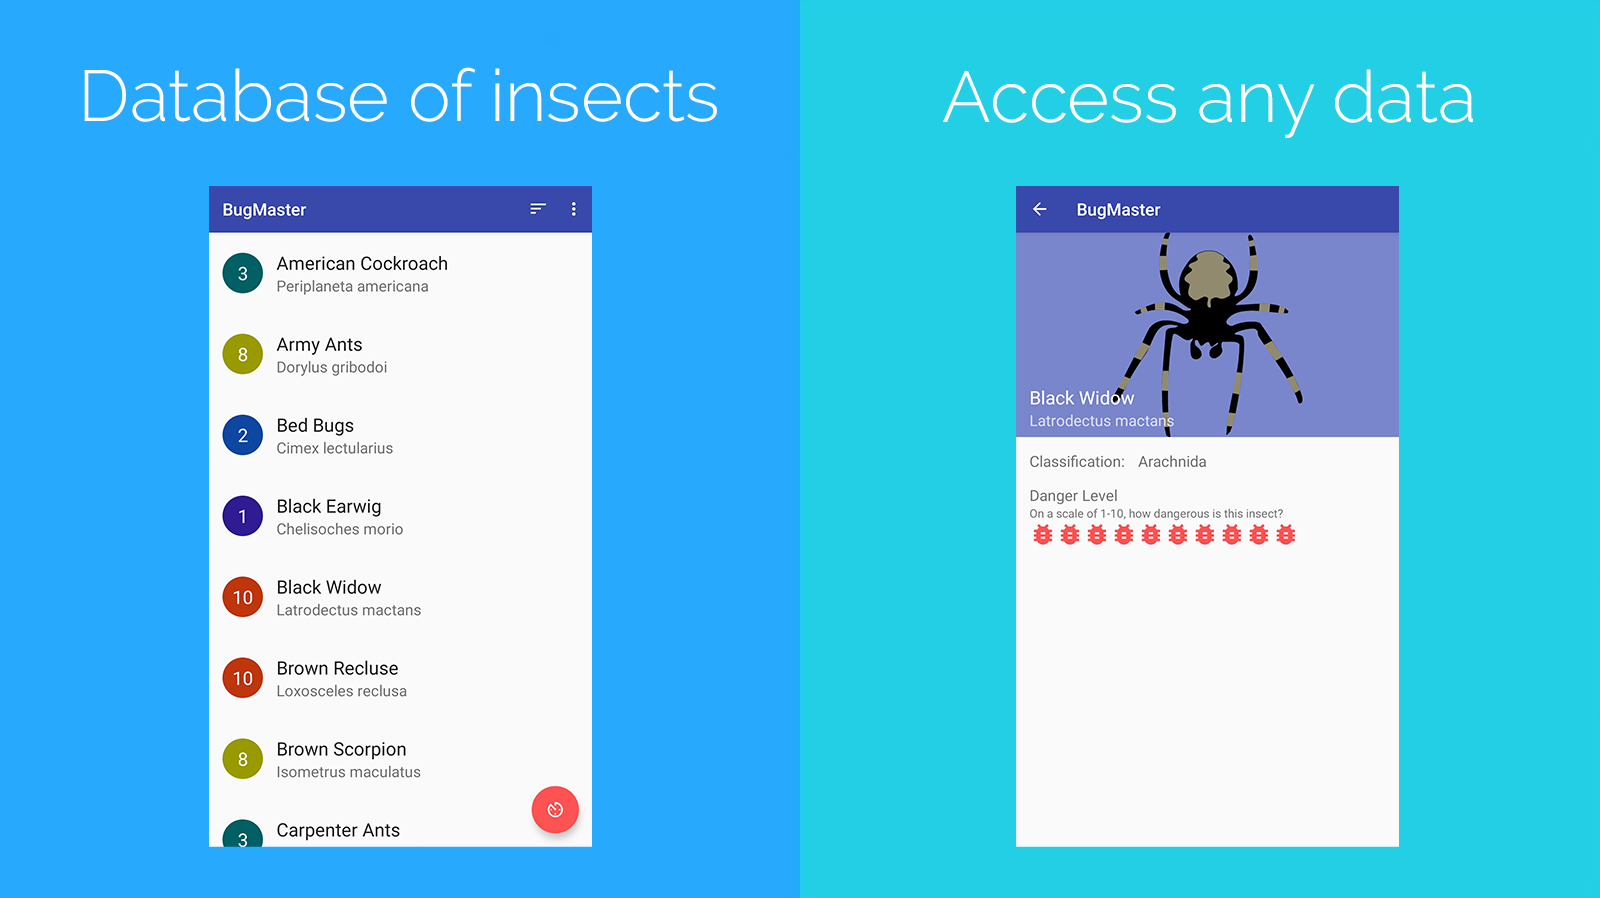 Database of insects
BugMaster
3
American Cockroach
Periplaneta americana
8
Army Ants
Dorylus gribodoi
2
Bed Bugs
Cimex lectularius
1
Black Earwig
Chelisoches morio
10
Black Widow
Latrodectus mactans
10
Brown Recluse
Loxosceles reclusa
8
Brown Scorpion
Isometrus maculatus
3
Carpenter Ants
Access any data
BugMaster
Black Widow
Latrodectus mactans
Classification: Arachnida
Danger Level
On a scale of 1-10, how dangerous is this insect?